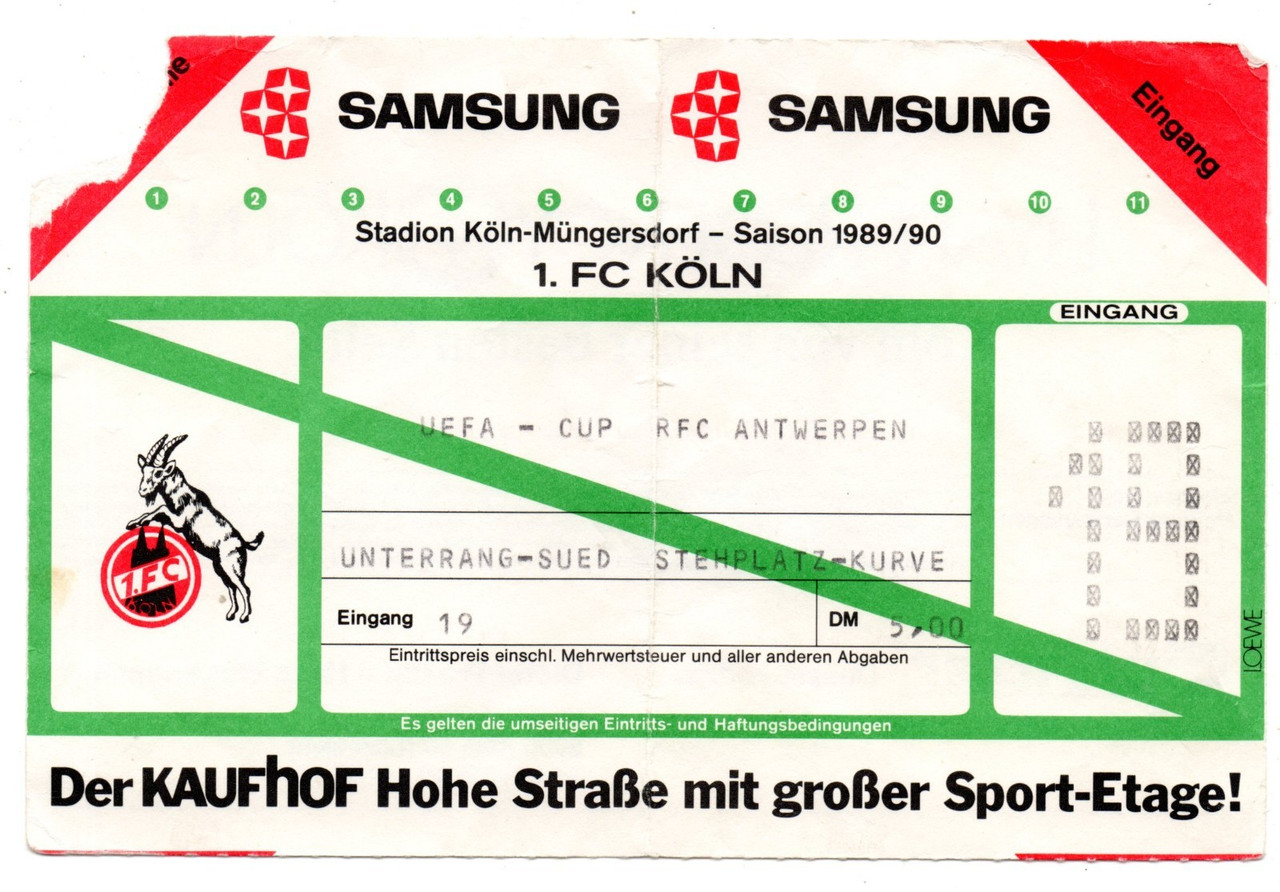 SAMSUNG SAMSUNG
Eingang
1 2 3 4 5 6 7 8 9 10 11
Stadion Köln-Müngersdorf – Saison 1989/90
1. FC KÖLN
EINGANG
UEFA - CUP RFC ANTWERPEN
19
1.FC
KÖLN
UNTERRANG-SUED STEHPLATZ-KURVE
Eingang 19 DM 5,00
Eintrittspreis einschl. Mehrwertsteuer und aller anderen Abgaben
LOEWE
Es gelten die umseitigen Eintritts- und Haftungsbedingungen
Der KAUFhOF Hohe Straße mit großer Sport-Etage!